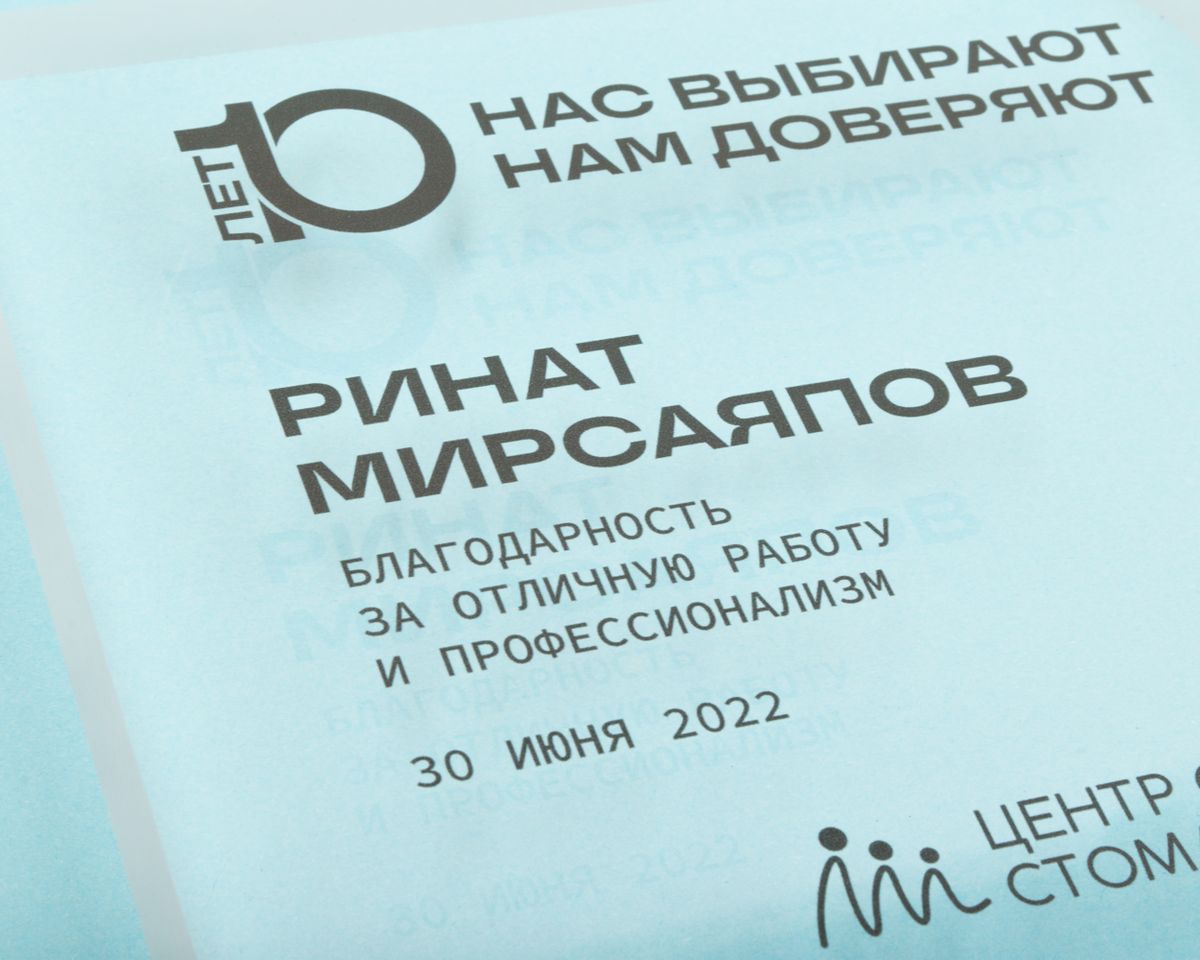 10 ЛЕТ
НАС ВЫБИРАЮТ
НАМ ДОВЕРЯЮТ
РИНАТ
МИРСАЯПОВ
БЛАГОДАРНОСТЬ
ЗА ОТЛИЧНУЮ РАБОТУ
И ПРОФЕССИОНАЛИЗМ
30 ИЮНЯ 2022
ЦЕНТР